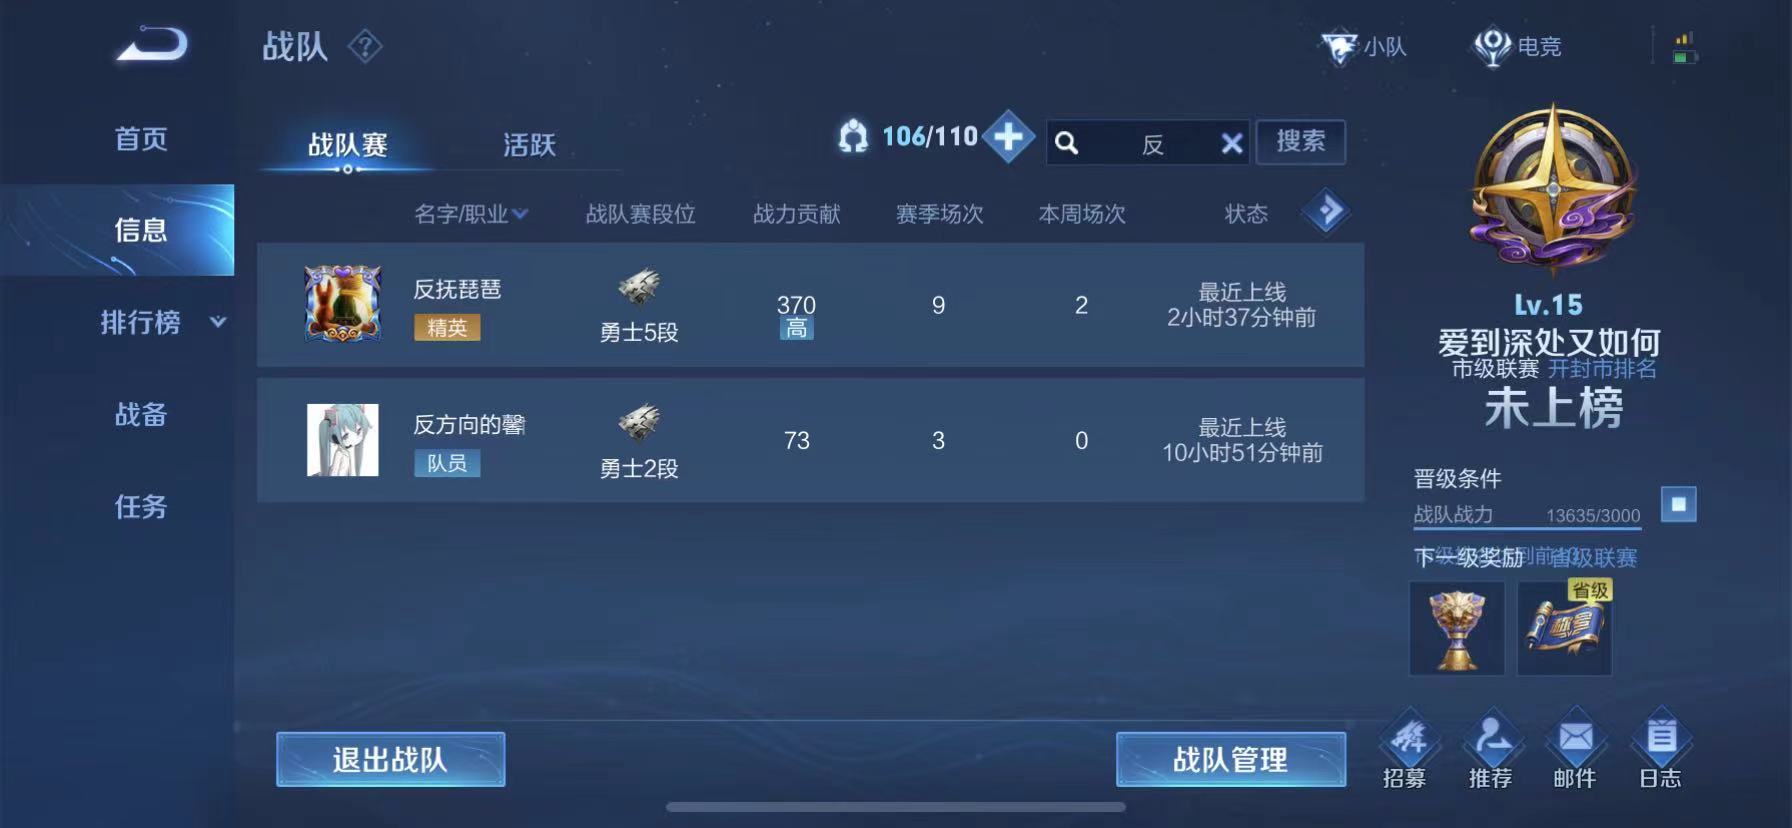 战队
小队
电竞
首页
信息
排行榜
战备
任务
战队赛
活跃
106/110
反
搜索
名字/职业
战队赛段位
战力贡献
赛季场次
本周场次
状态
反抚琵琶
精英
勇士5段
370
高
9
2
最近上线
2小时37分钟前
反方向的馨
队员
勇士2段
73
3
0
最近上线
10小时51分钟前
Lv.15
爱到深处又如何
市级联赛 开封市排名
未上榜
晋级条件
战队战力 13635/3000
下一级奖励 省级联赛
省级
退出战队
战队管理
招募
推荐
邮件
日志